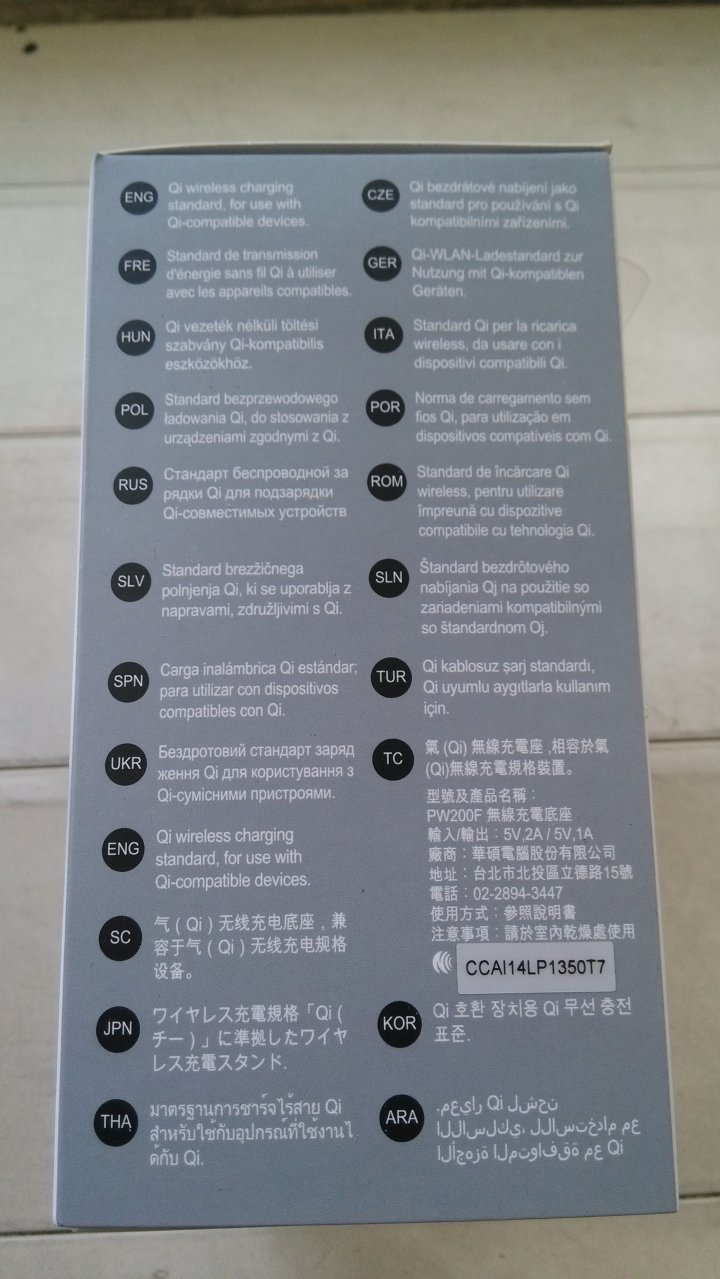 ENG
Qi wireless charging
standard, for use with
Qi-compatible devices.
FRE
Standard de transmission
d'énergie sans fil Qi à utiliser
avec les appareils compatibles.
HUN
Qi vezeték nélküli töltési
szabvány Qi-kompatibilis
eszközökhöz.
POL
Standard bezprzewodowego
ładowania Qi, do stosowania z
urządzeniami zgodnymi z Qi.
RUS
Стандарт беспроводной за
рядки Qi для подзарядки
Qi-совместимых устройств
SLV
Standard brezžičnega
polnjenja Qi, ki se uporablja z
napravami, združljivimi s Qi.
SPN
Carga inalámbrica Qi estándar;
para utilizar con dispositivos
compatibles con Qi.
UKR
Бездротовий стандарт заряд
ження Qi для користування з
Qi-сумісними пристроями.
ENG
Qi wireless charging
standard, for use with
Qi-compatible devices.
SC
气 ( Qi ) 无线充电底座，兼
容于气 ( Qi ) 无线充电规格
设备。
JPN
ワイヤレス充電規格「Qi (
チー ) 」に準拠したワイヤ
レス充電スタンド.
THA
มาตรฐานการชาร์จไร้สาย Qi
สำหรับใช้กับอุปกรณ์ที่ใช้งานไ
ด้กับ Qi.
CZE
Qi bezdrátové nabíjení jako
standard pro používání s Qi
kompatibilními zařízeními.
GER
Qi-WLAN-Ladestandard zur
Nutzung mit Qi-kompatiblen
Geräten.
ITA
Standard Qi per la ricarica
wireless, da usare con i
dispositivi compatibili Qi.
POR
Norma de carregamento sem
fios Qi, para utilização em
dispositivos compatíveis com Qi.
ROM
Standard de încărcare Qi
wireless, pentru utilizare
împreună cu dispozitive
compatibile cu tehnologia Qi.
SLN
Štandard bezdrôtového
nabíjania Qj na použitie so
zariadeniami kompatibilnými
so štandardnom Oj.
TUR
Qi kablosuz şarj standardı,
Qi uyumlu aygıtlarla kullanım
için.
TC
氣 (Qi) 無線充電座 ,相容於氣
(Qi)無線充電規格裝置。
型號及產品名稱：
PW200F 無線充電底座
輸入/輸出：5V,2A / 5V,1A
廠商：華碩電腦股份有限公司
地址：台北市北投區立德路15號
電話：02-2894-3447
使用方式：參照說明書
注意事項：請於室內乾燥處使用
CCAI14LP1350T7
KOR
Qi 호환 장치용 Qi 무선 충전
표준.
ARA
.معيار Qi لشحن
اللاسلكي، للاستخدام مع
الأجهزة المتوافقة مع Qi